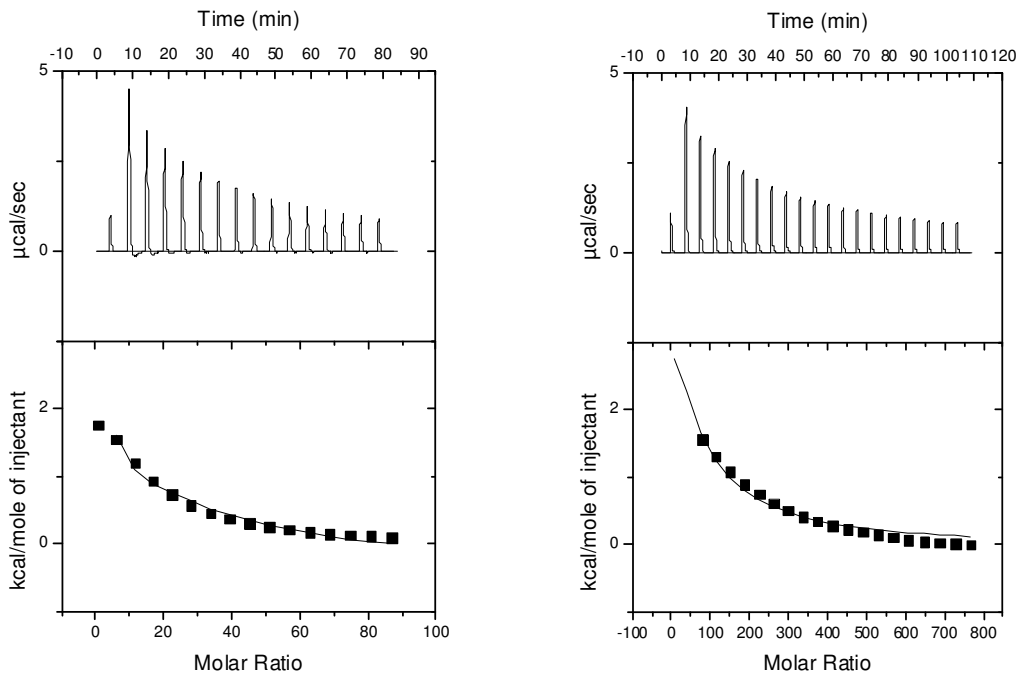 Time (min)
-10 0 10 20 30 40 50 60 70 80 90
5
0
µcal/sec
2
0
kcal/mole of injectant
0 20 40 60 80 100
Molar Ratio
Time (min)
-10 0 10 20 30 40 50 60 70 80 90 100 110 120
5
0
µcal/sec
2
0
kcal/mole of injectant
-100 0 100 200 300 400 500 600 700 800
Molar Ratio